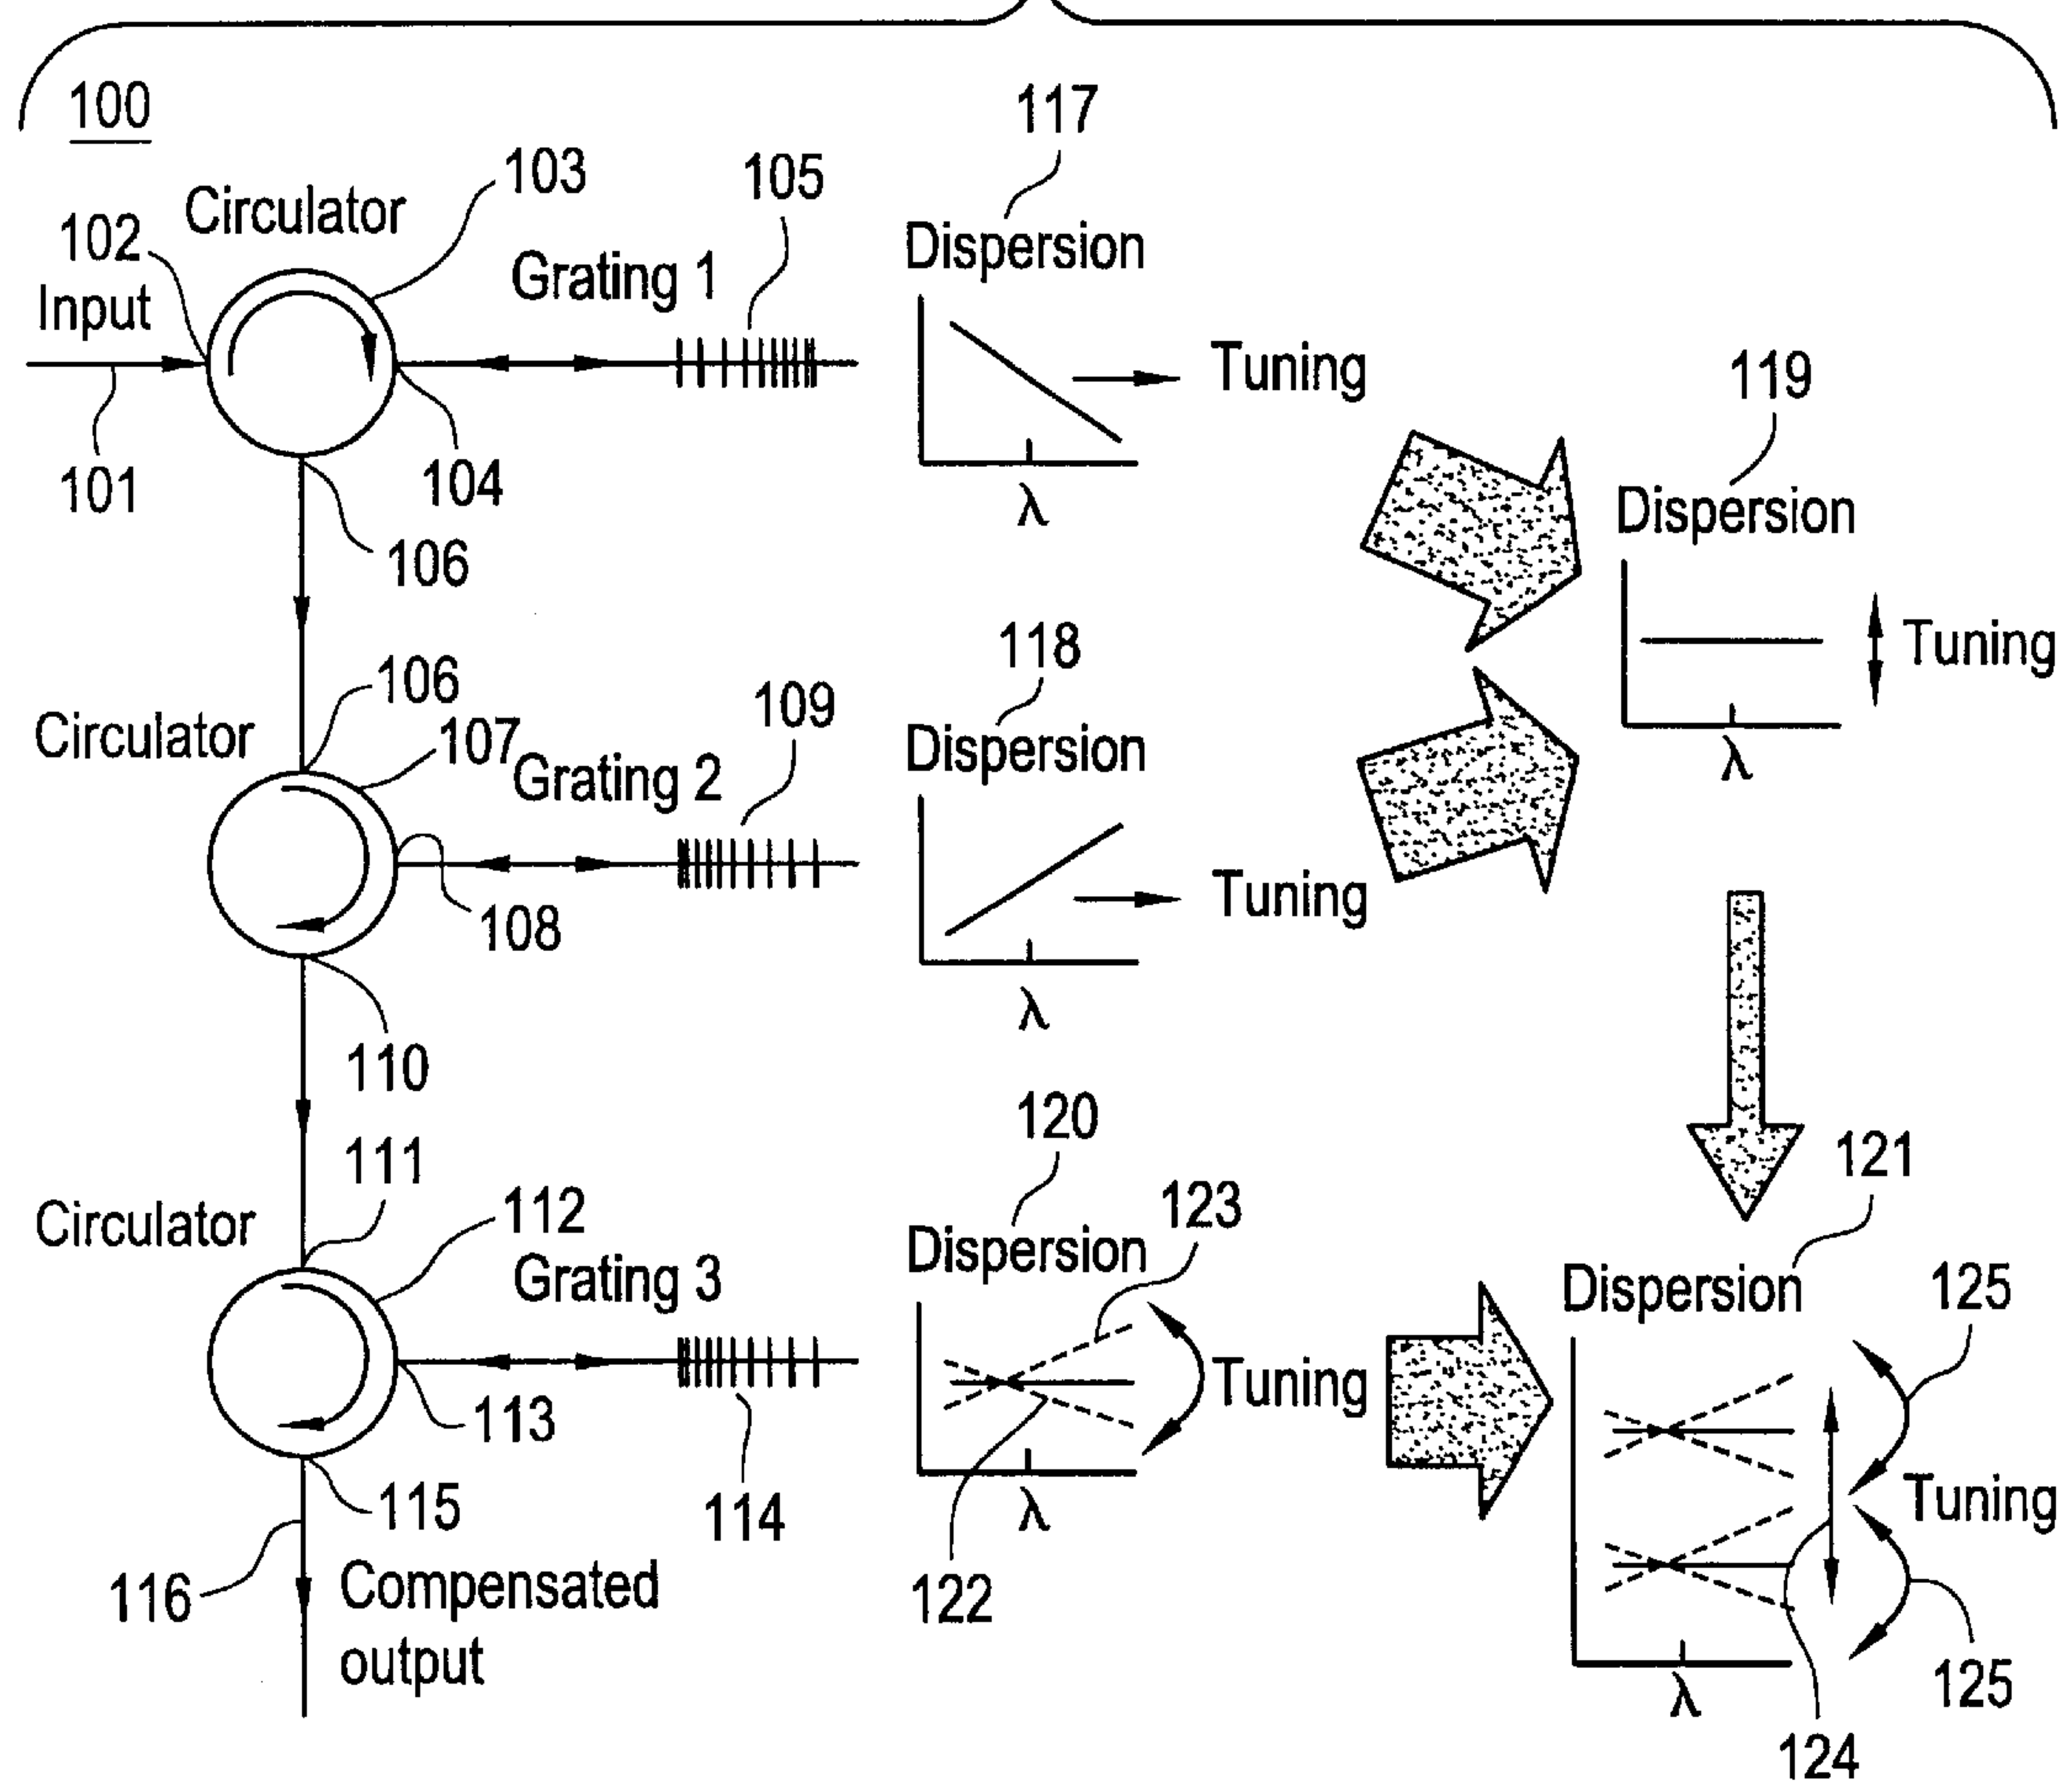 100
117
103
105
Circulator
102
Dispersion
Grating 1
Input
Tuning
119
101
104
Dispersion
λ
106
118
Tuning
106
109
Circulator
107
Dispersion
λ
Grating 2
Tuning
108
λ
110
120
111
121
123
112
Circulator
Dispersion
Grating 3
125
Dispersion
Tuning
113
115
114
λ
Tuning
116
Compensated
output
122
125
λ
124